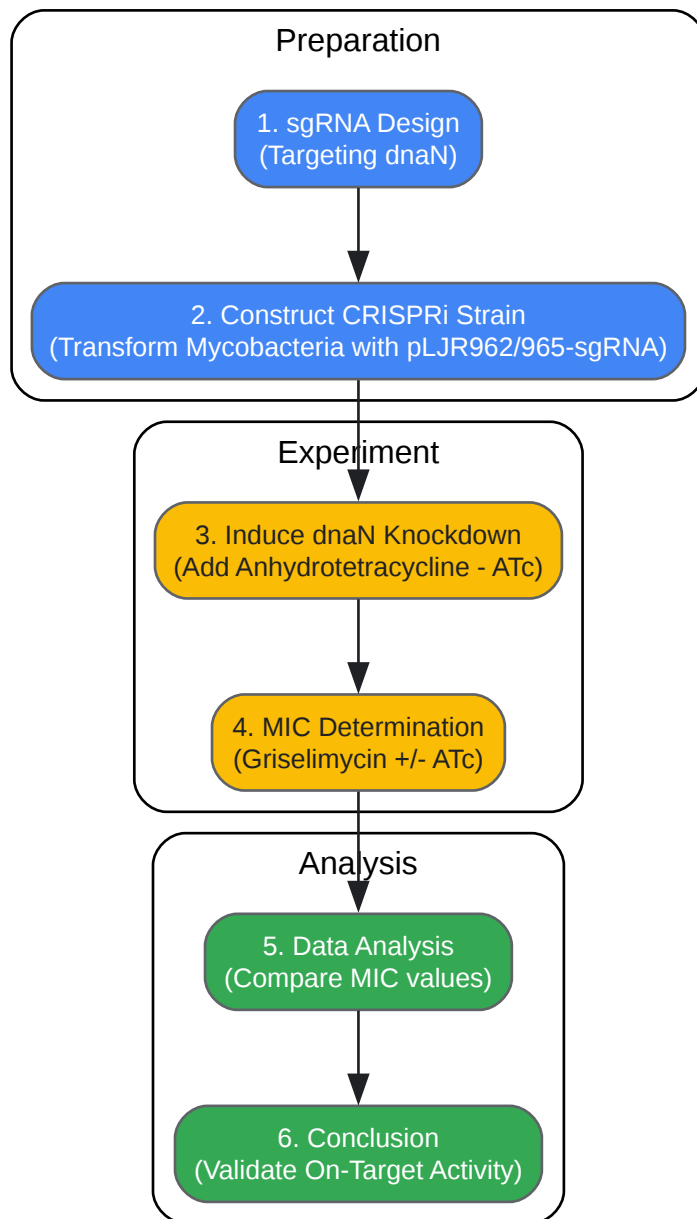 Preparation
1. sgRNA Design
(Targeting dnaN)
2. Construct CRISPRi Strain
(Transform Mycobacteria with pLJR962/965-sgRNA)
Experiment
3. Induce dnaN Knockdown
(Add Anhydrotetracycline - ATc)
4. MIC Determination
(Griselimycin +/- ATc)
Analysis
5. Data Analysis
(Compare MIC values)
6. Conclusion
(Validate On-Target Activity)